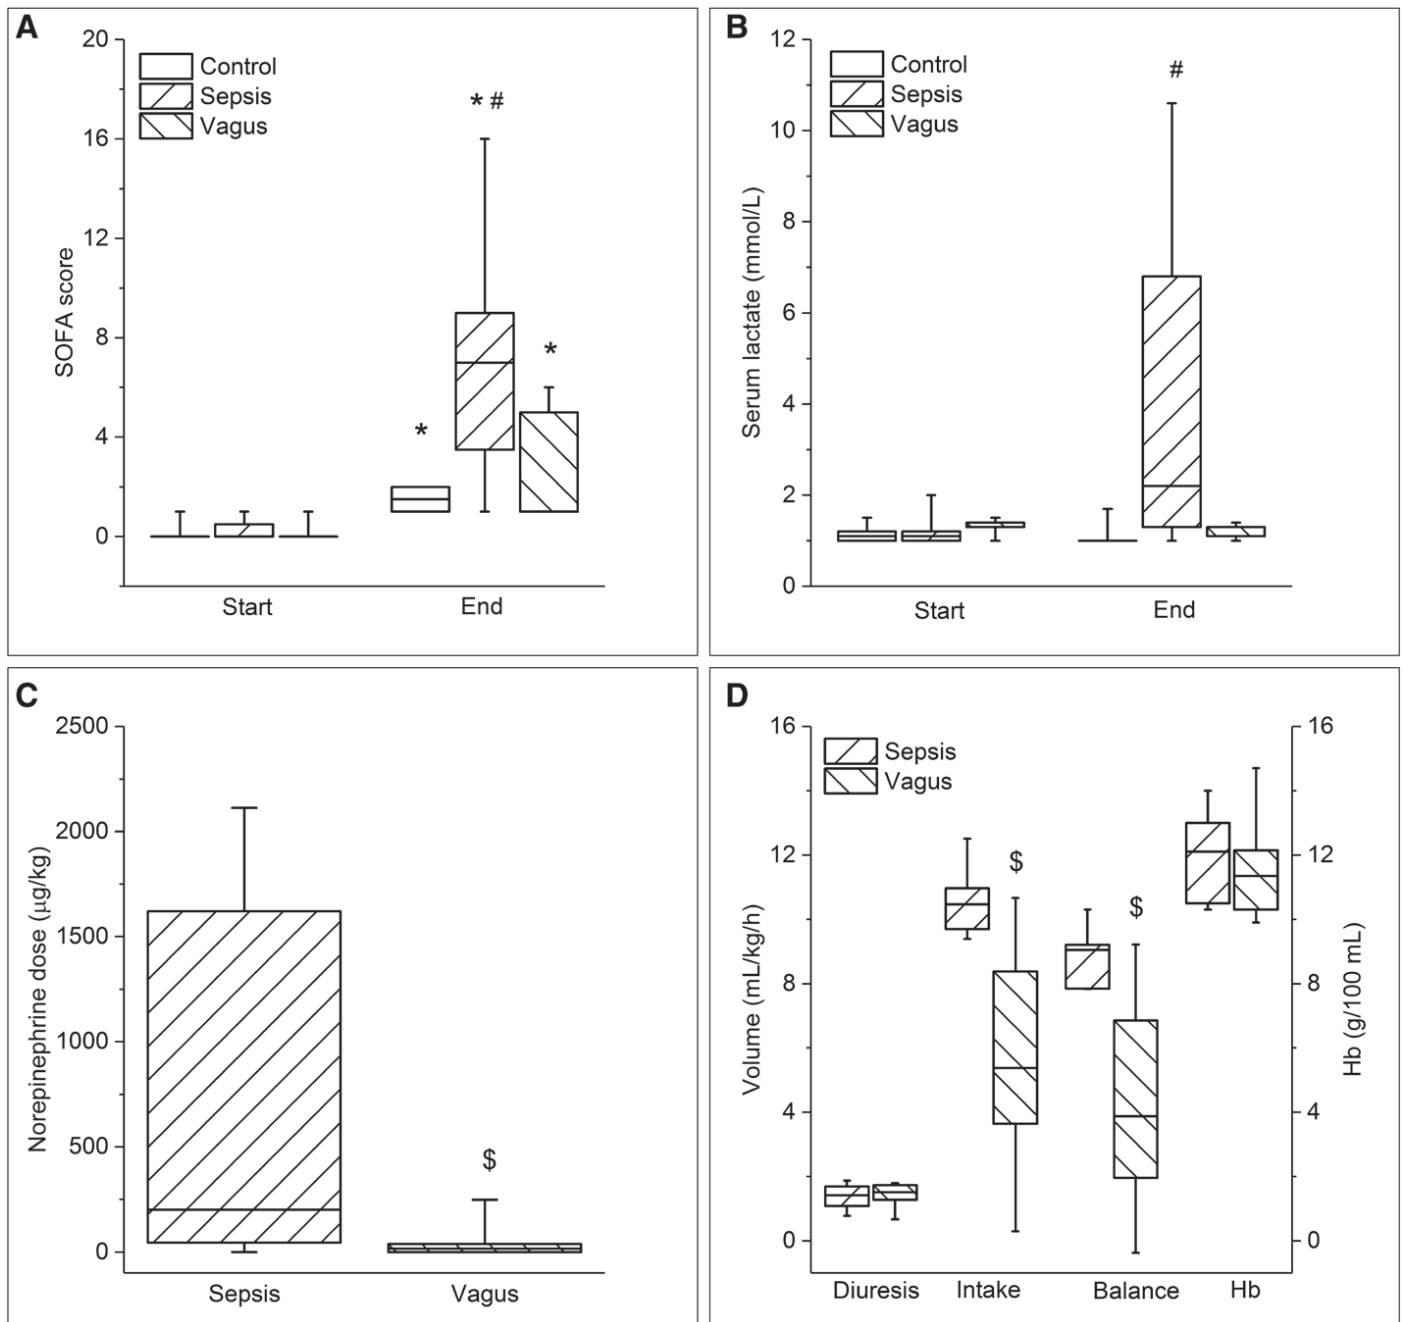 A
20
16
12
8
4
0
SOFA score
Control
Sepsis
Vagus
* #
*
*
Start End
B
12
10
8
6
4
2
0
Serum lactate (mmol/L)
Control
Sepsis
Vagus
#
Start End
C
2500
2000
1500
1000
500
0
Norepinephrine dose (µg/kg)
$
Sepsis Vagus
D
16
12
8
4
0
Volume (mL/kg/h)
Sepsis
Vagus
$
$
16
12
8
4
0
Hb (g/100 mL)
Diuresis Intake Balance Hb